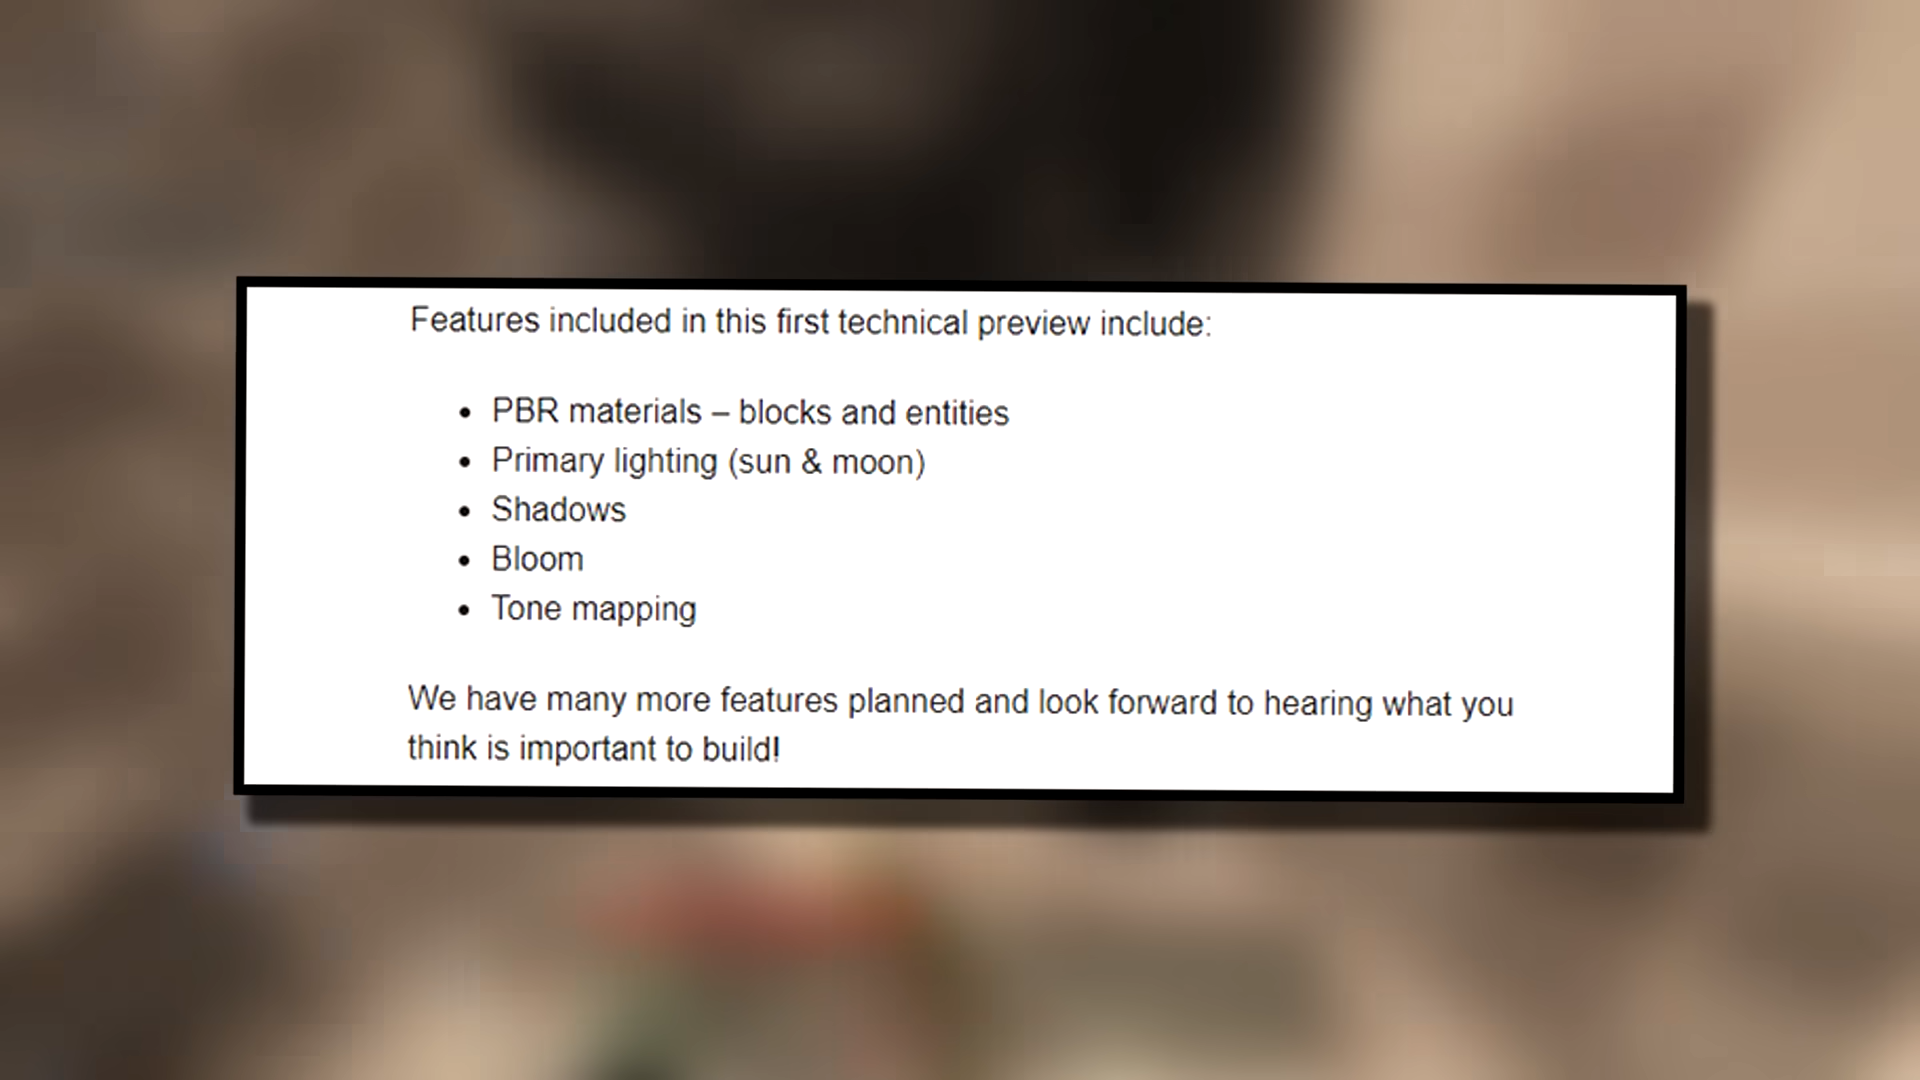 Features included in this first technical preview include:
• PBR materials – blocks and entities
• Primary lighting (sun & moon)
• Shadows
• Bloom
• Tone mapping
We have many more features planned and look forward to hearing what you
think is important to build!